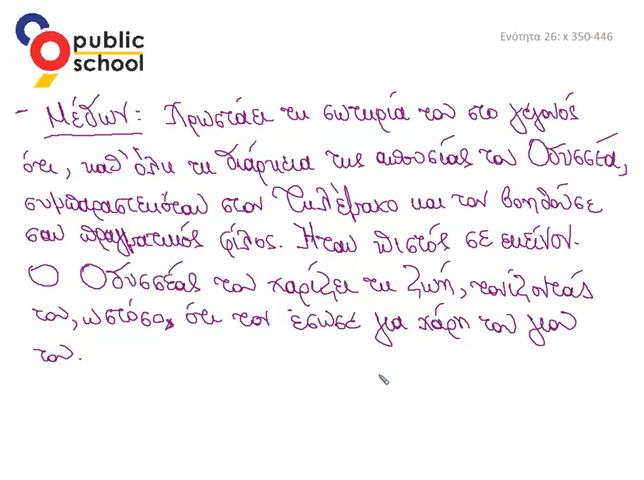 public
school
Ενότητα 26: χ 350-446
- Μέδων: Χρωστάει τη σωτηρία του στο γεγονός
ότι, καθ' όλη τη διάρκεια της απουσίας του Οδυσσέα,
συμπαραστεκόταν στον Τηλέμαχο και τον βοηθούσε
σαν πραγματικός φίλος. Ήταν πιστός σε εκείνον.
Ο Οδυσσέας του χαρίζει τη ζωή, τονίζοντάς
του, ωστόσο, ότι τον έσωσε για χάρη του γιου
του.